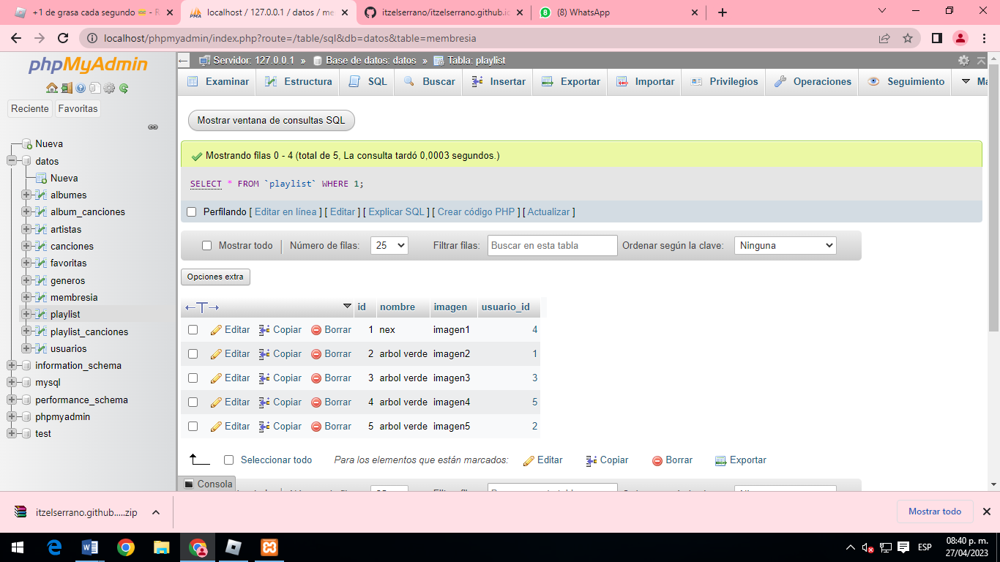 +1 de grasa cada segundo
localhost / 127.0.0.1 / datos / me
itzelserrano/itzelserrano.github.io
(8) WhatsApp
localhost/phpmyadmin/index.php?route=/table/sql&db=datos&table=membresia
phpMyAdmin
Reciente Favoritas
Nueva
datos
Nueva
albumes
album_canciones
artistas
canciones
favoritas
generos
membresia
playlist
playlist_canciones
usuarios
information_schema
mysql
performance_schema
phpmyadmin
test
Servidor: 127.0.0.1 » Base de datos: datos » Tabla: playlist
Examinar Estructura SQL Buscar Insertar Exportar Importar Privilegios Operaciones Seguimiento Má
Mostrar ventana de consultas SQL
Mostrando filas 0 - 4 (total de 5, La consulta tardó 0,0003 segundos.)
SELECT * FROM `playlist` WHERE 1;
Perfilando [ Editar en línea ] [ Editar ] [ Explicar SQL ] [ Crear código PHP ] [ Actualizar ]
Mostrar todo Número de filas: 25 Filtrar filas: Buscar en esta tabla Ordenar según la clave: Ninguna
Opciones extra
id nombre imagen usuario_id
Editar Copiar Borrar 1 nex imagen1 4
Editar Copiar Borrar 2 arbol verde imagen2 1
Editar Copiar Borrar 3 arbol verde imagen3 3
Editar Copiar Borrar 4 arbol verde imagen4 5
Editar Copiar Borrar 5 arbol verde imagen5 2
Seleccionar todo Para los elementos que están marcados: Editar Copiar Borrar Exportar
Consola
itzelserrano.github.....zip
Mostrar todo
ESP
08:40 p. m.
27/04/2023